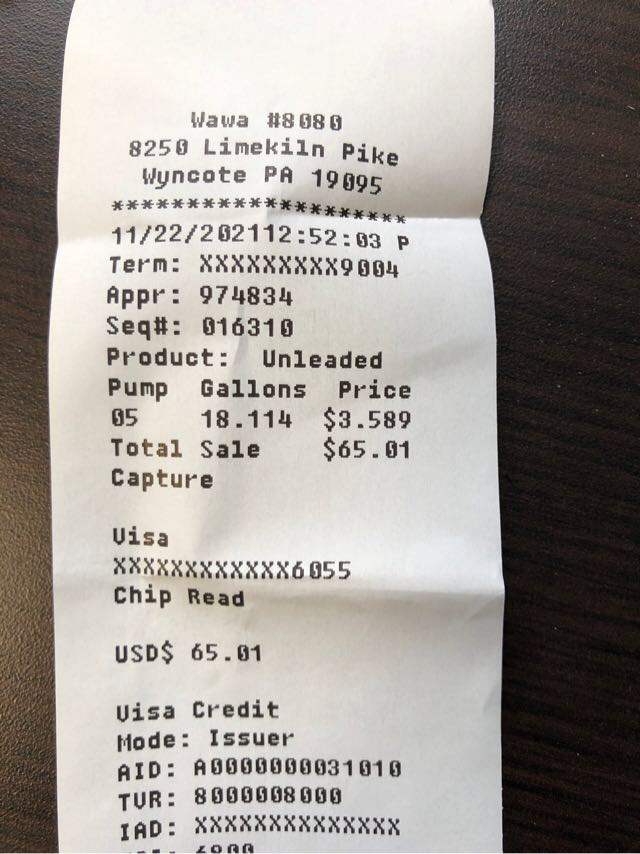 Wawa #8080
8250 Limekiln Pike
Wyncote PA 19095
********************
11/22/202112:52:03 P
Term: XXXXXXXXX9004
Appr: 974834
Seq#: 016310
Product: Unleaded
Pump Gallons Price
05 18.114 $3.589
Total Sale $65.01
Capture
Visa
XXXXXXXXXXXX6055
Chip Read
USD$ 65.01
Visa Credit
Mode: Issuer
AID: A0000000031010
TVR: 8000008000
IAD: XXXXXXXXXXXXXX
6800